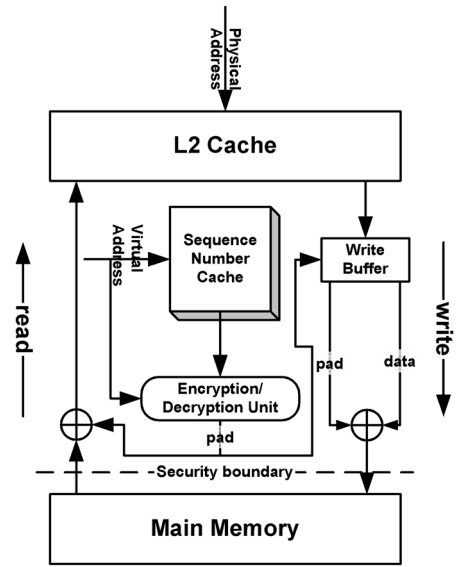 Physical
Address
L2 Cache
Virtual
Address
Sequence
Number
Cache
Write
Buffer
read
write
pad
data
Encryption/
Decryption Unit
pad
Security boundary
Main Memory